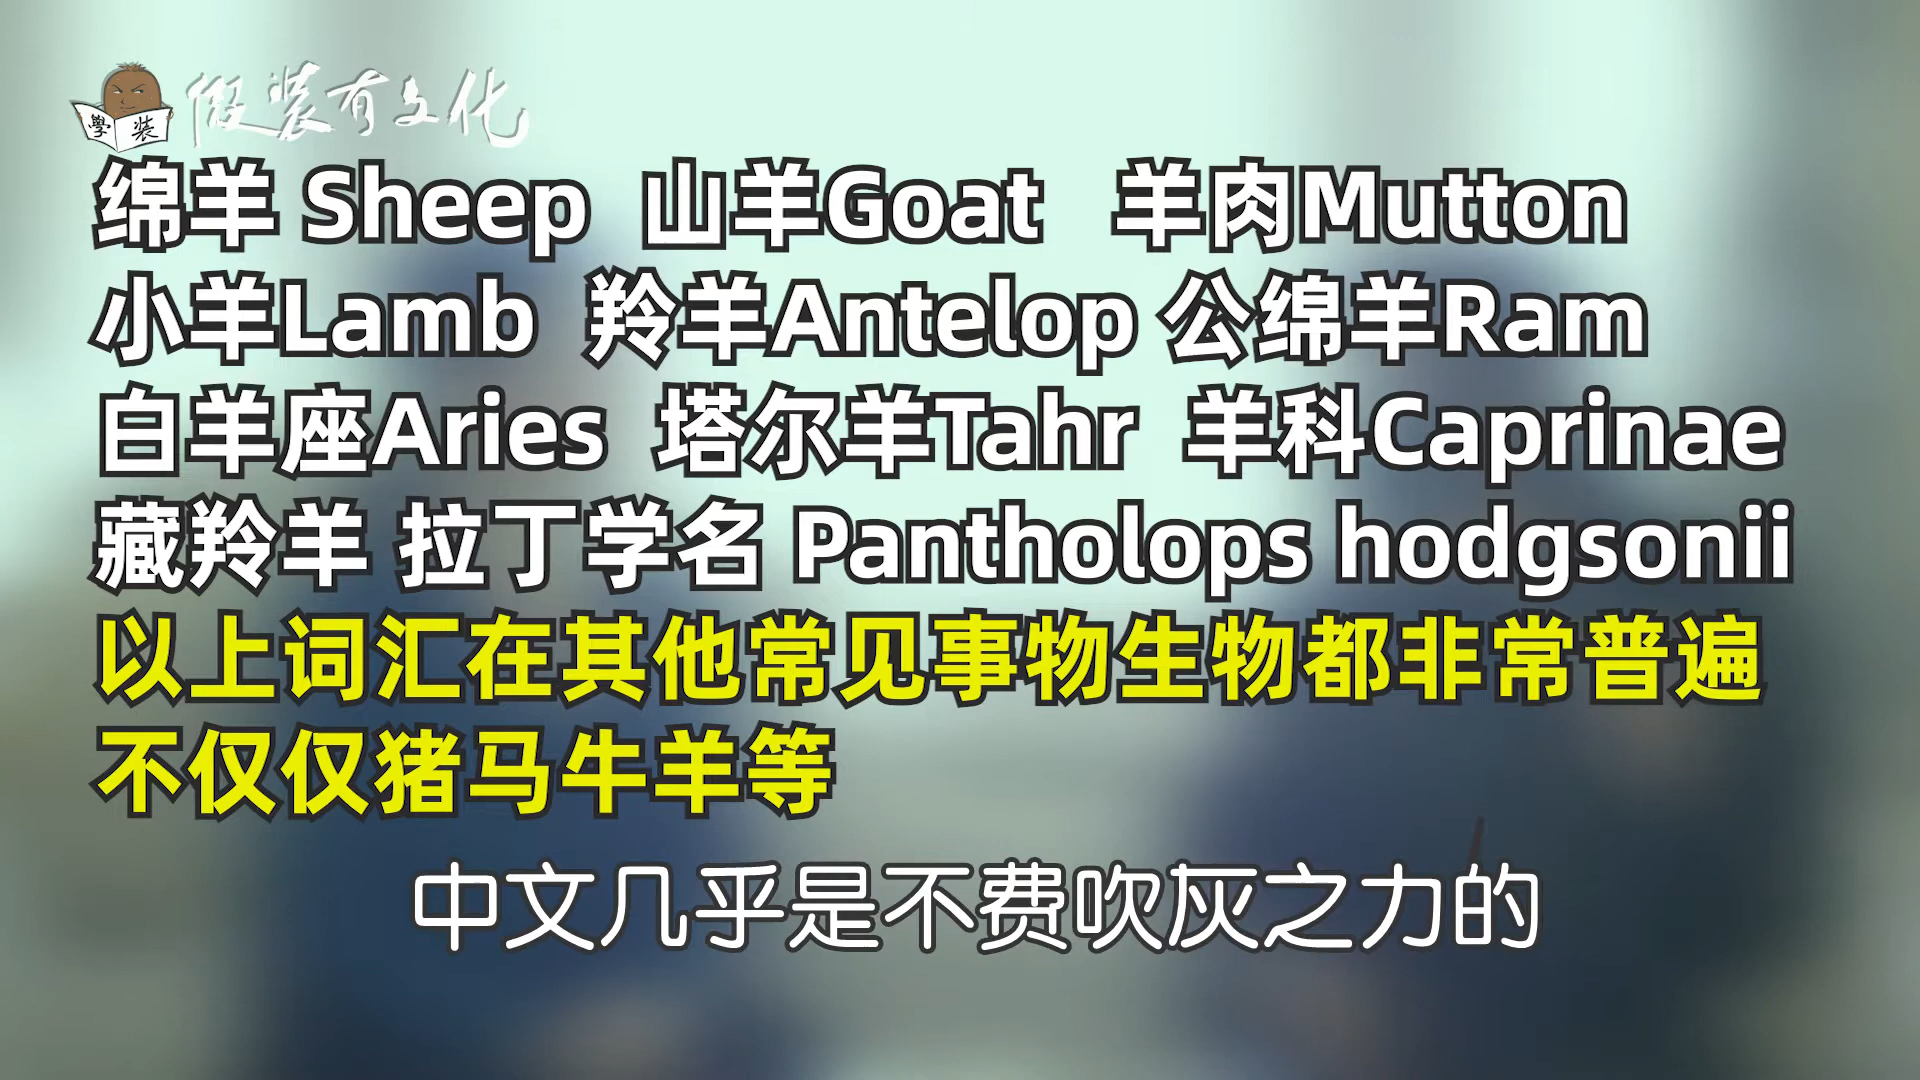 假装有文化
學 装
绵羊 Sheep 山羊Goat 羊肉Mutton
小羊Lamb 羚羊Antelop 公绵羊Ram
白羊座Aries 塔尔羊Tahr 羊科Caprinae
藏羚羊 拉丁学名 Pantholops hodgsonii
以上词汇在其他常见事物生物都非常普遍
不仅仅猪马牛羊等
中文几乎是不费吹灰之力的